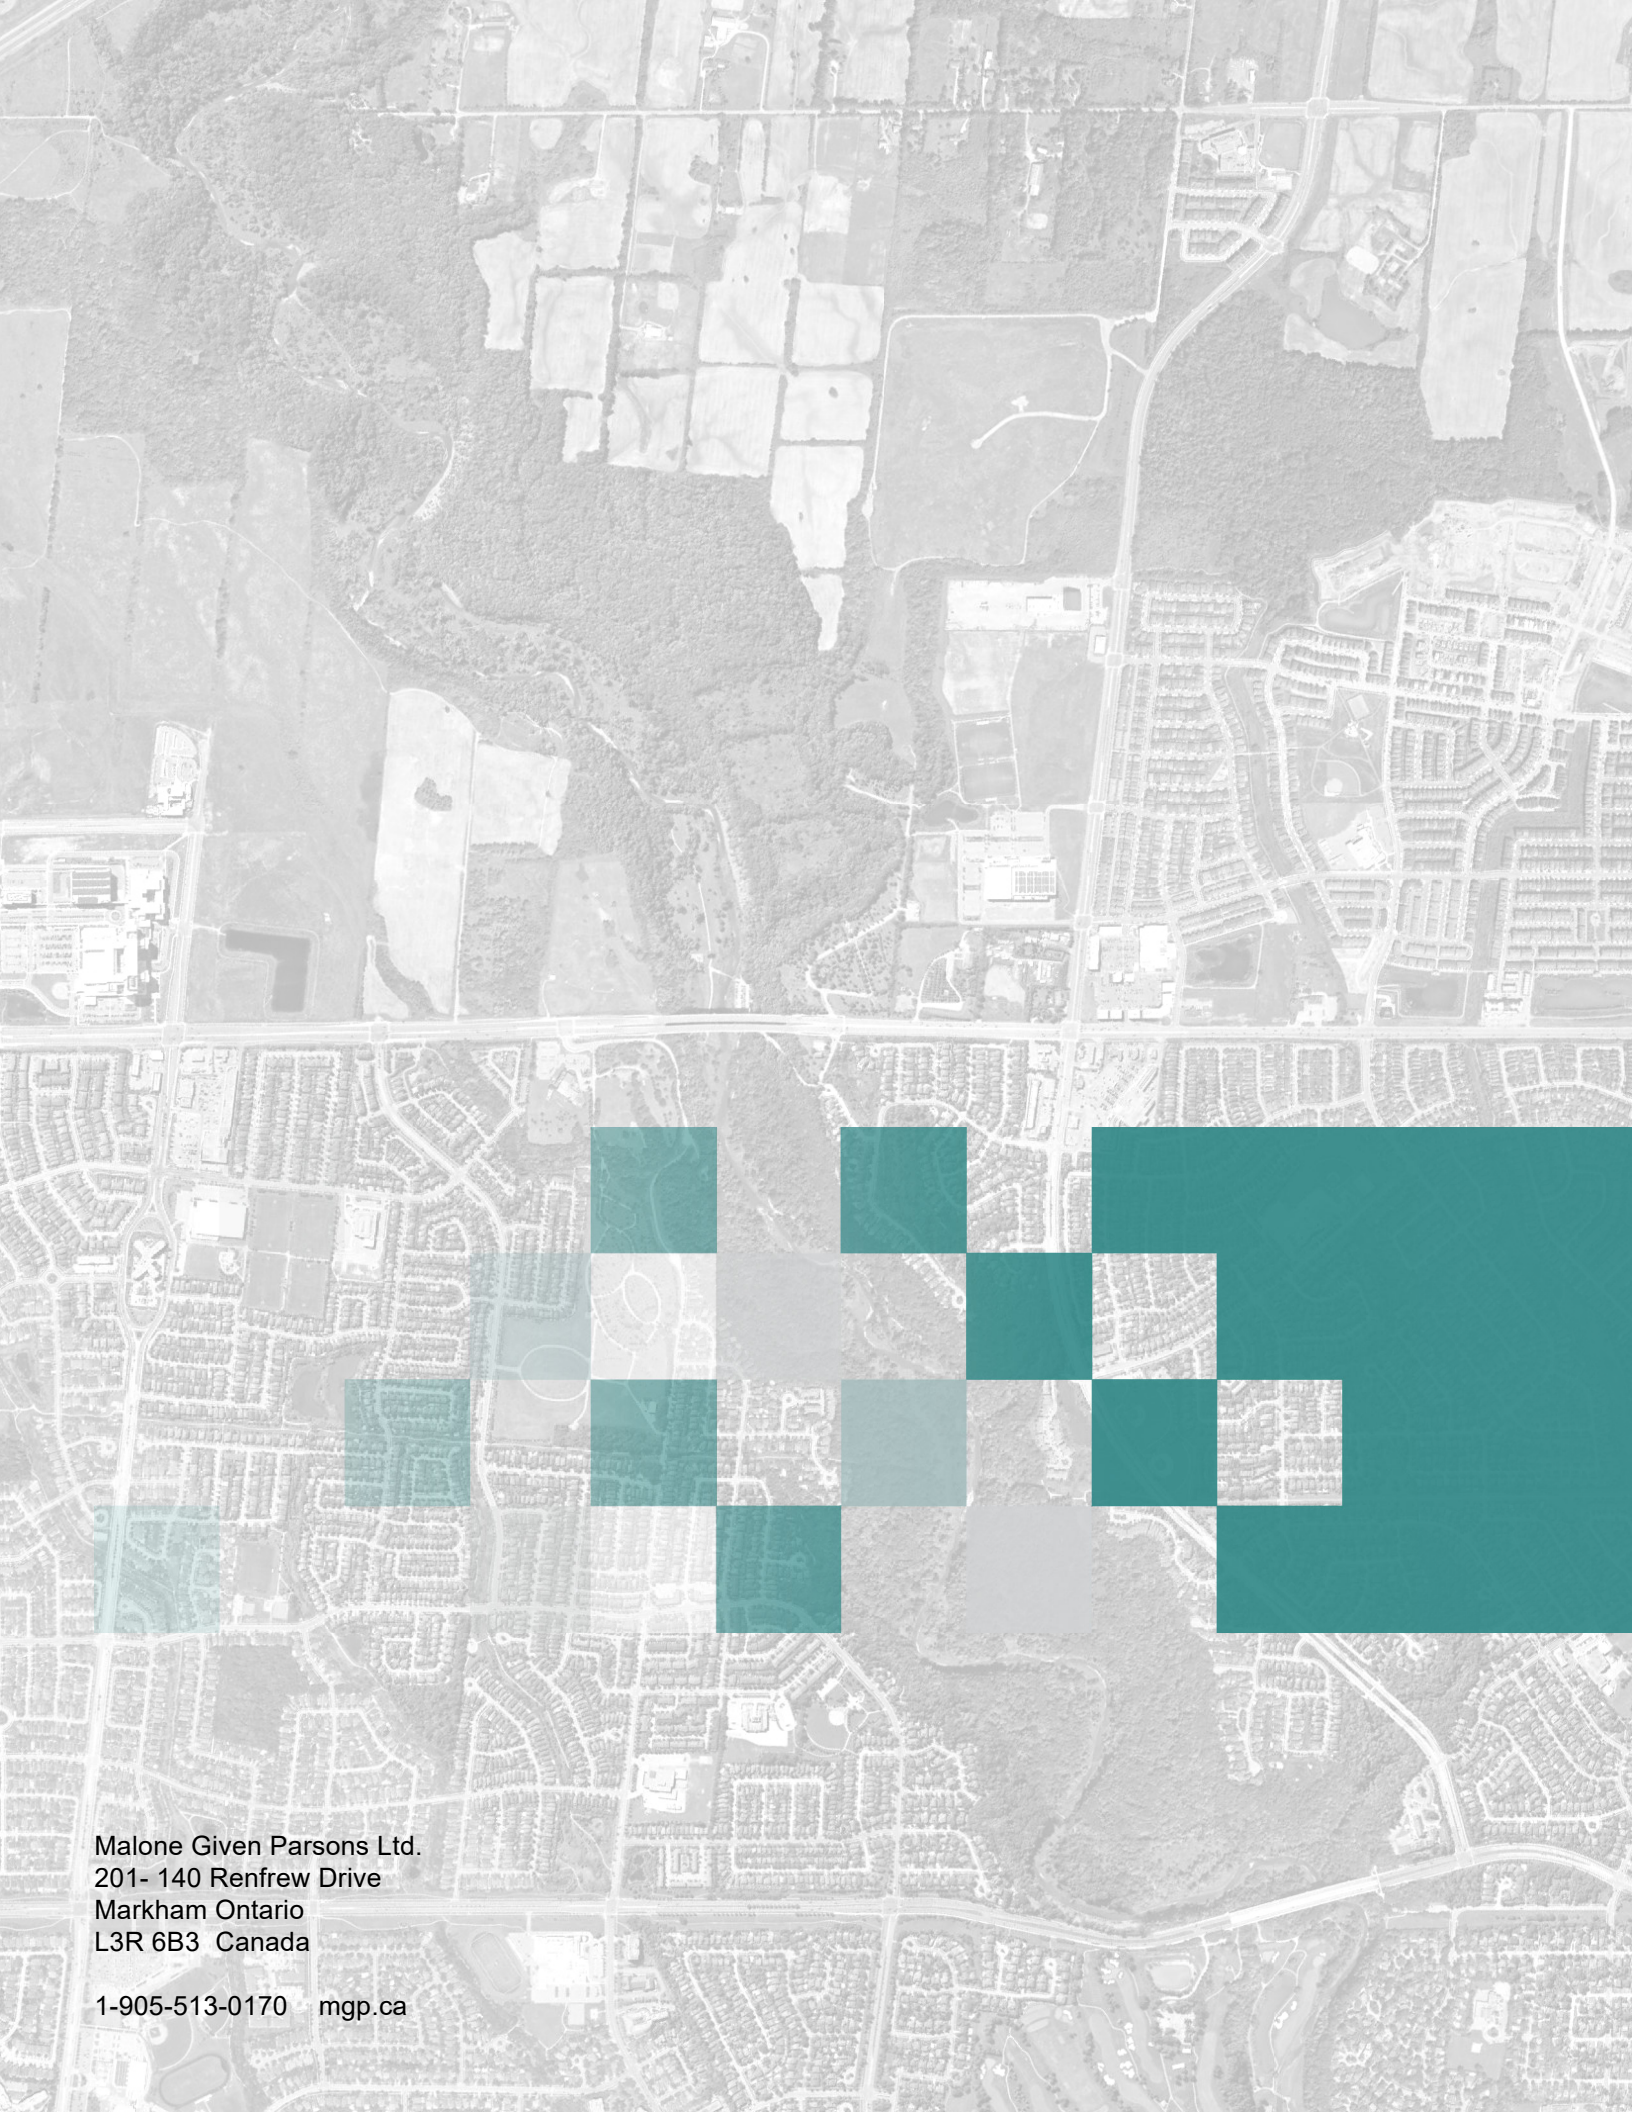 Malone Given Parsons Ltd.
201- 140 Renfrew Drive
Markham Ontario
L3R 6B3  Canada
1-905-513-0170    mgp.ca